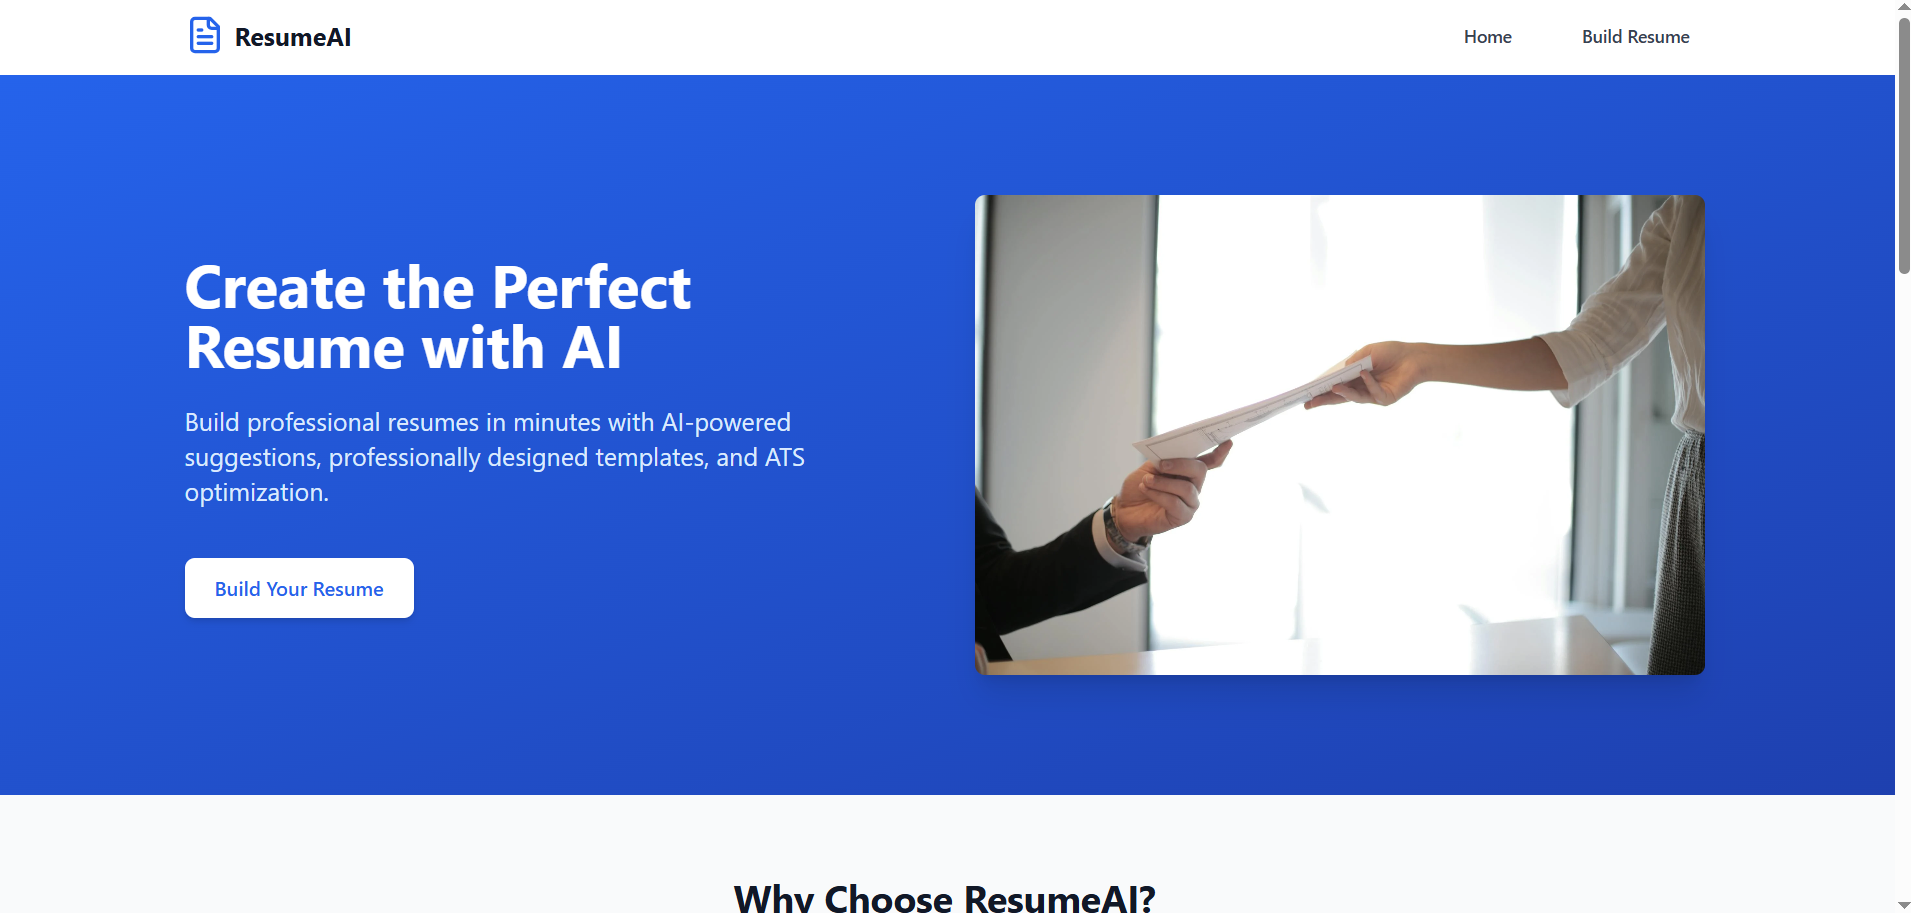 ResumeAI
Home
Build Resume
Create the Perfect
Resume with AI
Build professional resumes in minutes with AI-powered
suggestions, professionally designed templates, and ATS
optimization.
Build Your Resume
Why Choose ResumeAI?